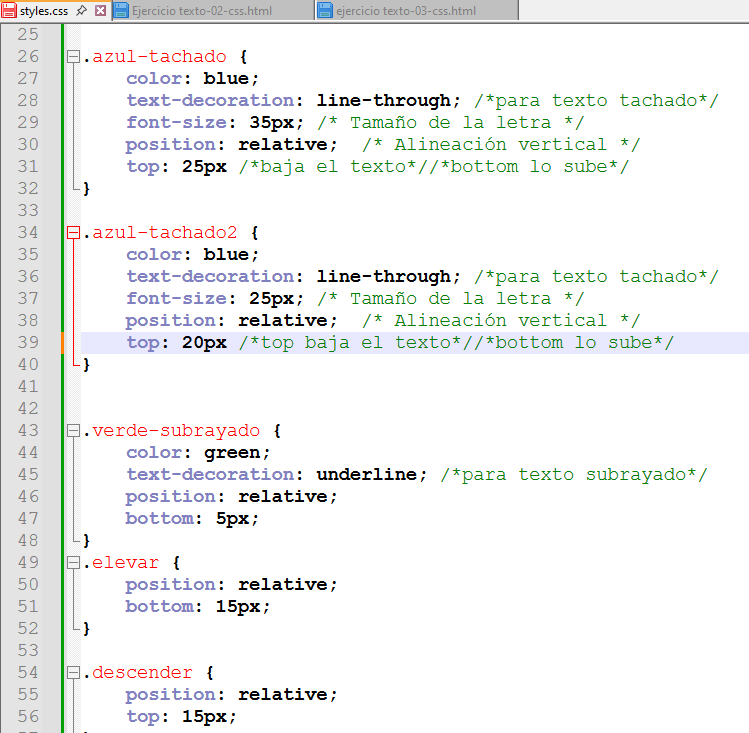 styles.css Ejercicio texto-02-css.html ejercicio texto-03-css.html
25
26 .azul-tachado {
27 color: blue;
28 text-decoration: line-through; /*para texto tachado*/
29 font-size: 35px; /* Tamaño de la letra */
30 position: relative;  /* Alineación vertical */
31 top: 25px /*baja el texto*//*bottom lo sube*/
32 }
33
34 .azul-tachado2 {
35 color: blue;
36 text-decoration: line-through; /*para texto tachado*/
37 font-size: 25px; /* Tamaño de la letra */
38 position: relative;  /* Alineación vertical */
39 top: 20px /*top baja el texto*//*bottom lo sube*/
40 }
41
42
43 .verde-subrayado {
44 color: green;
45 text-decoration: underline; /*para texto subrayado*/
46 position: relative;
47 bottom: 5px;
48 }
49 .elevar {
50 position: relative;
51 bottom: 15px;
52 }
53
54 .descender {
55 position: relative;
56 top: 15px;